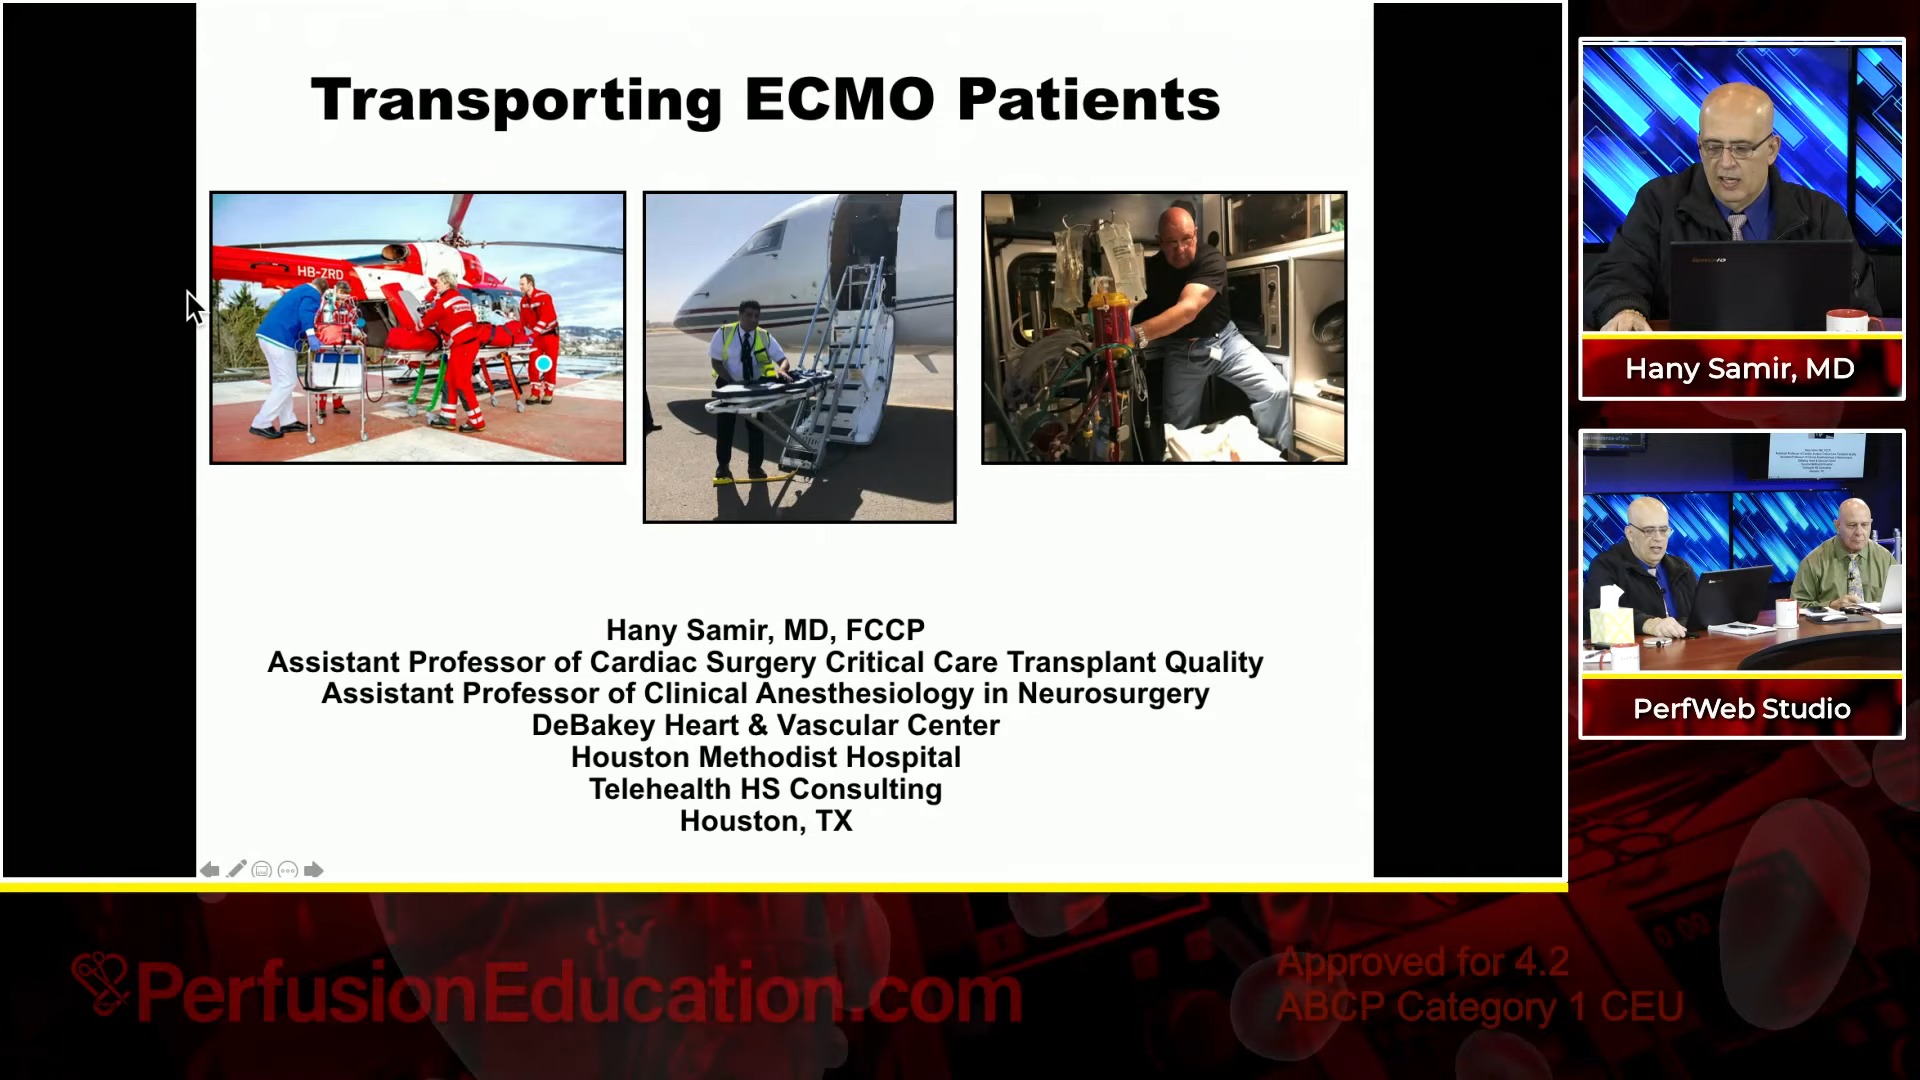 Transporting ECMO Patients
HB-ZRD
Hany Samir, MD, FCCP
Assistant Professor of Cardiac Surgery Critical Care Transplant Quality
Assistant Professor of Clinical Anesthesiology in Neurosurgery
DeBakey Heart & Vascular Center
Houston Methodist Hospital
Telehealth HS Consulting
Houston, TX
Hany Samir, MD
PerfWeb Studio
PerfusionEducation.com
Approved for 4.2
ABCP Category 1 CEU